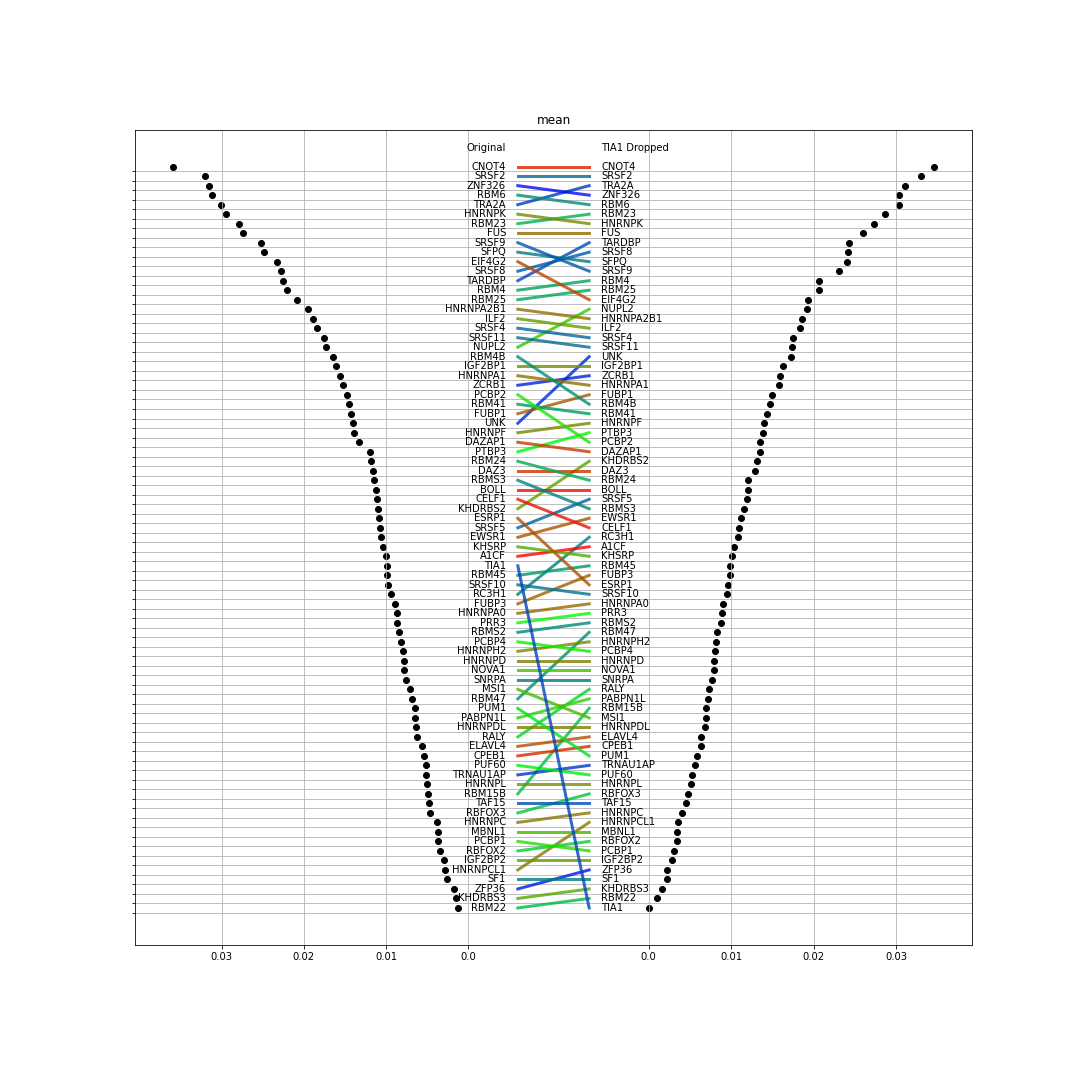 mean
Original TIA1 Dropped
CNOT4 CNOT4
SRSF2 SRSF2
ZNF326 TRA2A
RBM6 ZNF326
TRA2A RBM6
HNRNPK RBM23
RBM23 HNRNPK
FUS FUS
SRSF9 TARDBP
SFPQ SRSF8
EIF4G2 SFPQ
SRSF8 SRSF9
TARDBP RBM4
RBM4 RBM25
RBM25 EIF4G2
HNRNPA2B1 NUPL2
ILF2 HNRNPA2B1
SRSF4 ILF2
SRSF11 SRSF4
NUPL2 SRSF11
RBM4B UNK
IGF2BP1 IGF2BP1
HNRNPA1 ZCRB1
ZCRB1 HNRNPA1
PCBP2 FUBP1
RBM41 RBM4B
FUBP1 RBM41
UNK HNRNPF
HNRNPF PTBP3
DAZAP1 PCBP2
PTBP3 DAZAP1
RBM24 KHDRBS2
DAZ3 DAZ3
RBMS3 RBM24
BOLL BOLL
CELF1 SRSF5
KHDRBS2 RBMS3
ESRP1 EWSR1
SRSF5 CELF1
EWSR1 RC3H1
KHSRP A1CF
A1CF KHSRP
TIA1 RBM45
RBM45 FUBP3
SRSF10 ESRP1
RC3H1 SRSF10
FUBP3 HNRNPA0
HNRNPA0 PRR3
PRR3 RBMS2
RBMS2 RBM47
PCBP4 HNRNPH2
HNRNPH2 PCBP4
HNRNPD HNRNPD
NOVA1 NOVA1
SNRPA SNRPA
MSI1 RALY
RBM47 PABPN1L
PUM1 RBM15B
PABPN1L MSI1
HNRNPDL HNRNPDL
RALY ELAVL4
ELAVL4 CPEB1
CPEB1 PUM1
PUF60 TRNAU1AP
TRNAU1AP PUF60
HNRNPL HNRNPL
RBM15B RBFOX3
TAF15 TAF15
RBFOX3 HNRNPC
HNRNPC HNRNPCL1
MBNL1 MBNL1
PCBP1 RBFOX2
RBFOX2 PCBP1
IGF2BP2 IGF2BP2
HNRNPCL1 ZFP36
SF1 SF1
ZFP36 KHDRBS3
KHDRBS3 RBM22
RBM22 TIA1
0.03 0.02 0.01 0.0 0.0 0.01 0.02 0.03